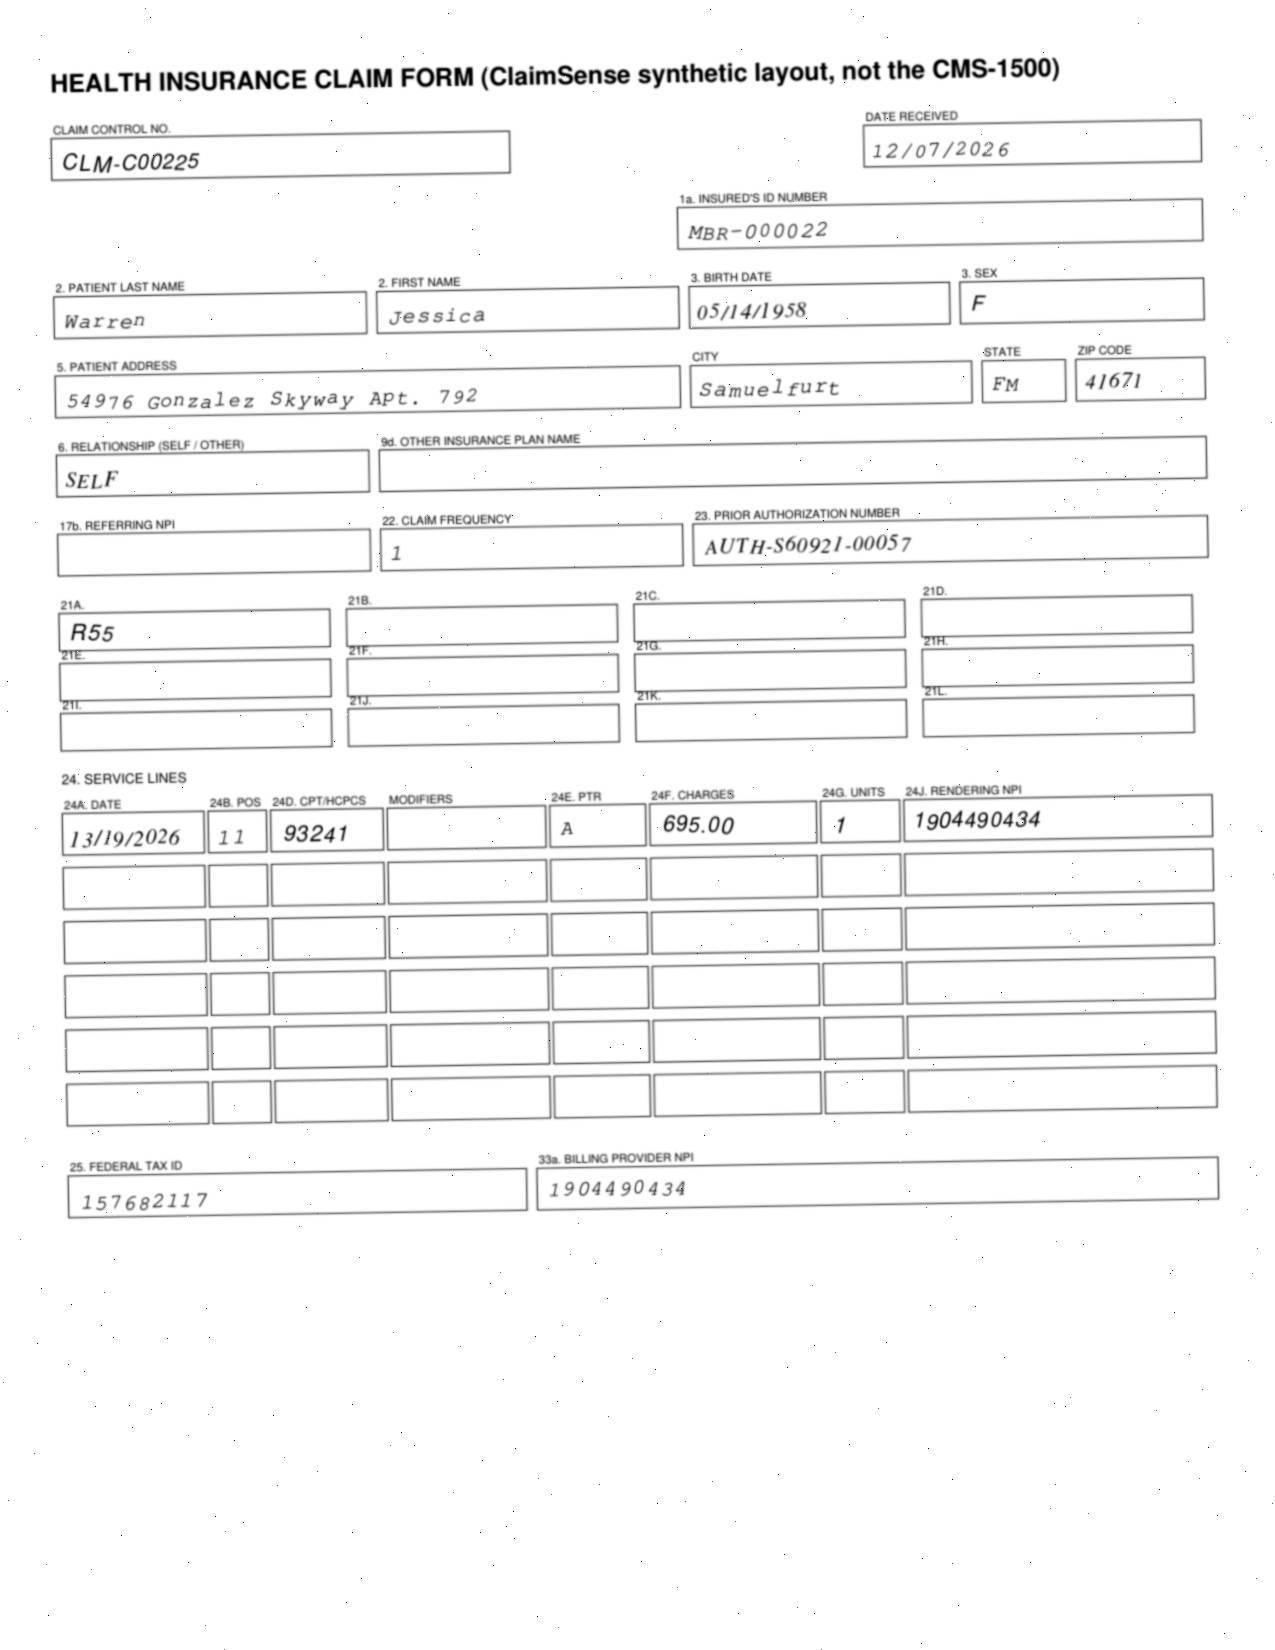 HEALTH INSURANCE CLAIM FORM (ClaimSense synthetic layout, not the CMS-1500)
CLAIM CONTROL NO. DATE RECEIVED
CLM-C00225 12/07/2026
1a. INSURED'S ID NUMBER
MBR-000022
2. PATIENT LAST NAME 2. FIRST NAME 3. BIRTH DATE 3. SEX
Warren Jessica 05/14/1958 F
5. PATIENT ADDRESS CITY STATE ZIP CODE
54976 Gonzalez Skyway Apt. 792 Samuelfurt FM 41671
6. RELATIONSHIP (SELF / OTHER) 9d. OTHER INSURANCE PLAN NAME
SELF
17b. REFERRING NPI 22. CLAIM FREQUENCY 23. PRIOR AUTHORIZATION NUMBER
1 AUTH-S60921-00057
21A. 21B. 21C. 21D.
R55
21E. 21F. 21G. 21H.
21I. 21J. 21K. 21L.
24. SERVICE LINES
24A. DATE 24B. POS 24D. CPT/HCPCS MODIFIERS 24E. PTR 24F. CHARGES 24G. UNITS 24J. RENDERING NPI
13/19/2026 11 93241 A 695.00 1 1904490434
25. FEDERAL TAX ID 33a. BILLING PROVIDER NPI
157682117 1904490434